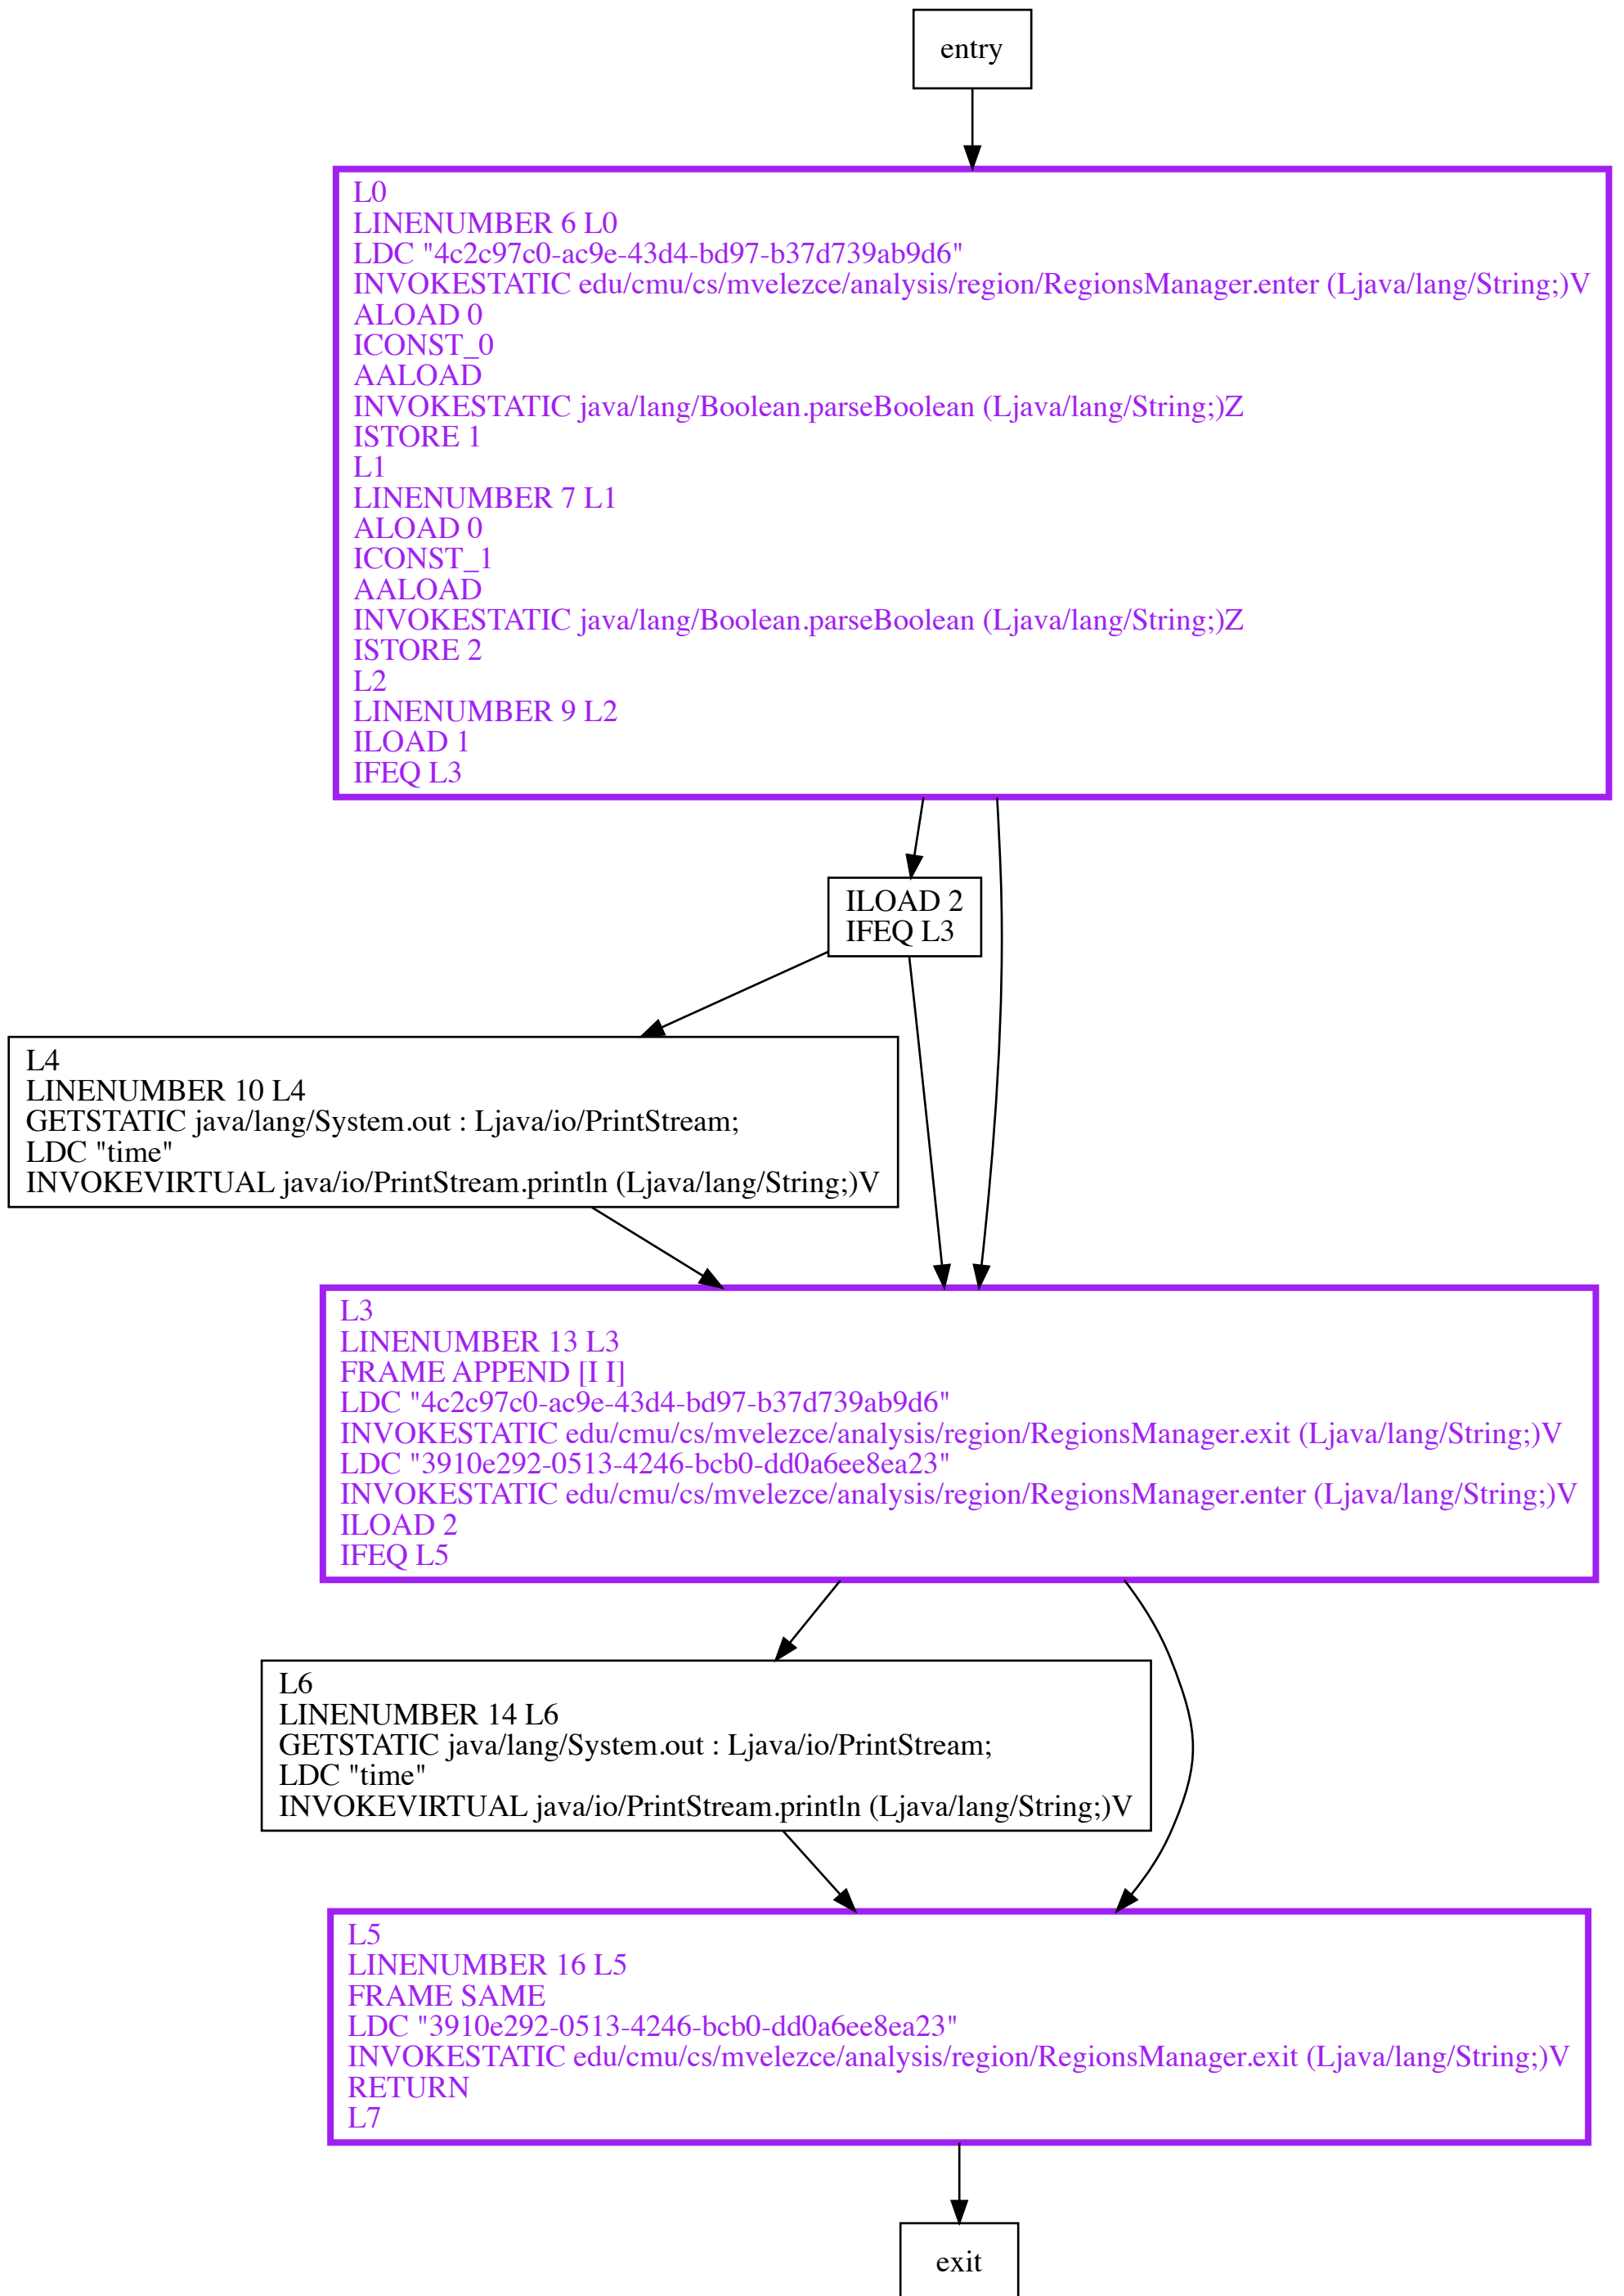 entry
L0
LINENUMBER 6 L0
LDC "4c2c97c0-ac9e-43d4-bd97-b37d739ab9d6"
INVOKESTATIC edu/cmu/cs/mvelezce/analysis/region/RegionsManager.enter (Ljava/lang/String;)V
ALOAD 0
ICONST_0
AALOAD
INVOKESTATIC java/lang/Boolean.parseBoolean (Ljava/lang/String;)Z
ISTORE 1
L1
LINENUMBER 7 L1
ALOAD 0
ICONST_1
AALOAD
INVOKESTATIC java/lang/Boolean.parseBoolean (Ljava/lang/String;)Z
ISTORE 2
L2
LINENUMBER 9 L2
ILOAD 1
IFEQ L3
ILOAD 2
IFEQ L3
L4
LINENUMBER 10 L4
GETSTATIC java/lang/System.out : Ljava/io/PrintStream;
LDC "time"
INVOKEVIRTUAL java/io/PrintStream.println (Ljava/lang/String;)V
L3
LINENUMBER 13 L3
FRAME APPEND [I I]
LDC "4c2c97c0-ac9e-43d4-bd97-b37d739ab9d6"
INVOKESTATIC edu/cmu/cs/mvelezce/analysis/region/RegionsManager.exit (Ljava/lang/String;)V
LDC "3910e292-0513-4246-bcb0-dd0a6ee8ea23"
INVOKESTATIC edu/cmu/cs/mvelezce/analysis/region/RegionsManager.enter (Ljava/lang/String;)V
ILOAD 2
IFEQ L5
L6
LINENUMBER 14 L6
GETSTATIC java/lang/System.out : Ljava/io/PrintStream;
LDC "time"
INVOKEVIRTUAL java/io/PrintStream.println (Ljava/lang/String;)V
L5
LINENUMBER 16 L5
FRAME SAME
LDC "3910e292-0513-4246-bcb0-dd0a6ee8ea23"
INVOKESTATIC edu/cmu/cs/mvelezce/analysis/region/RegionsManager.exit (Ljava/lang/String;)V
RETURN
L7
exit